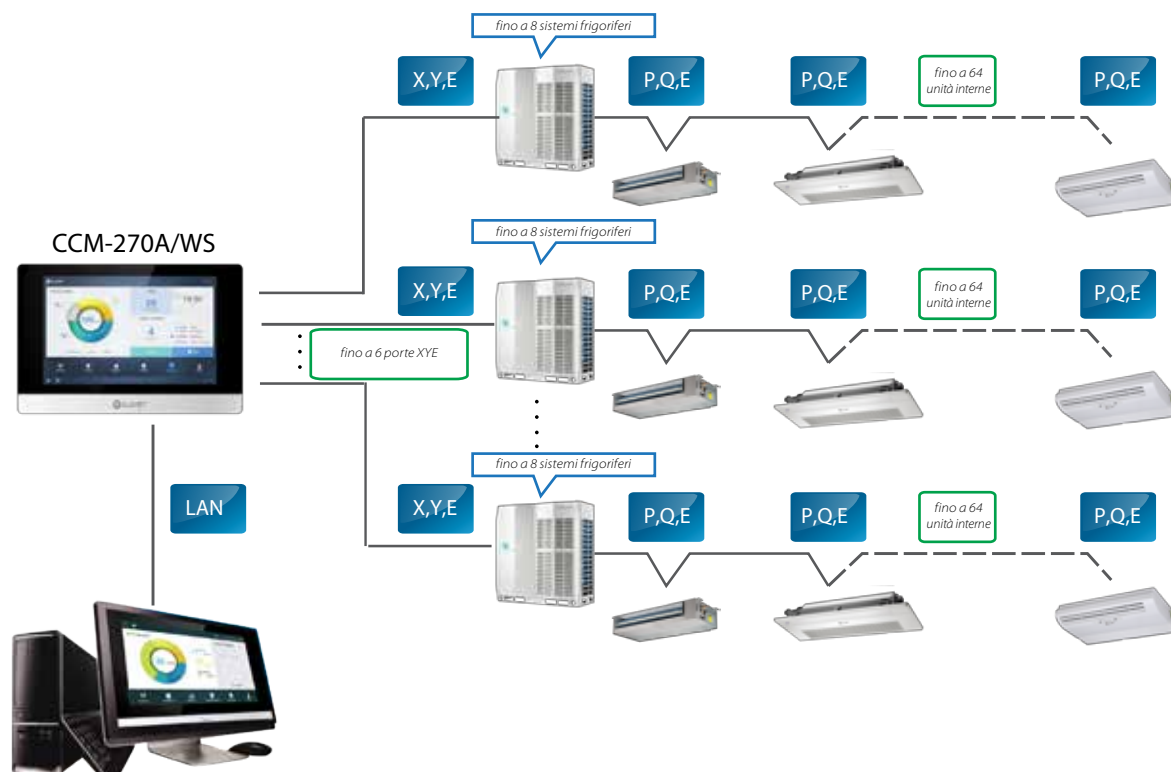 fino a 8 sistemi frigoriferi
X,Y,E
P,Q,E
P,Q,E
fino a 64
unità interne
P,Q,E
CCM-270A/WS
fino a 8 sistemi frigoriferi
X,Y,E
P,Q,E
P,Q,E
fino a 64
unità interne
P,Q,E
fino a 6 porte XYE
fino a 8 sistemi frigoriferi
LAN
X,Y,E
P,Q,E
P,Q,E
fino a 64
unità interne
P,Q,E